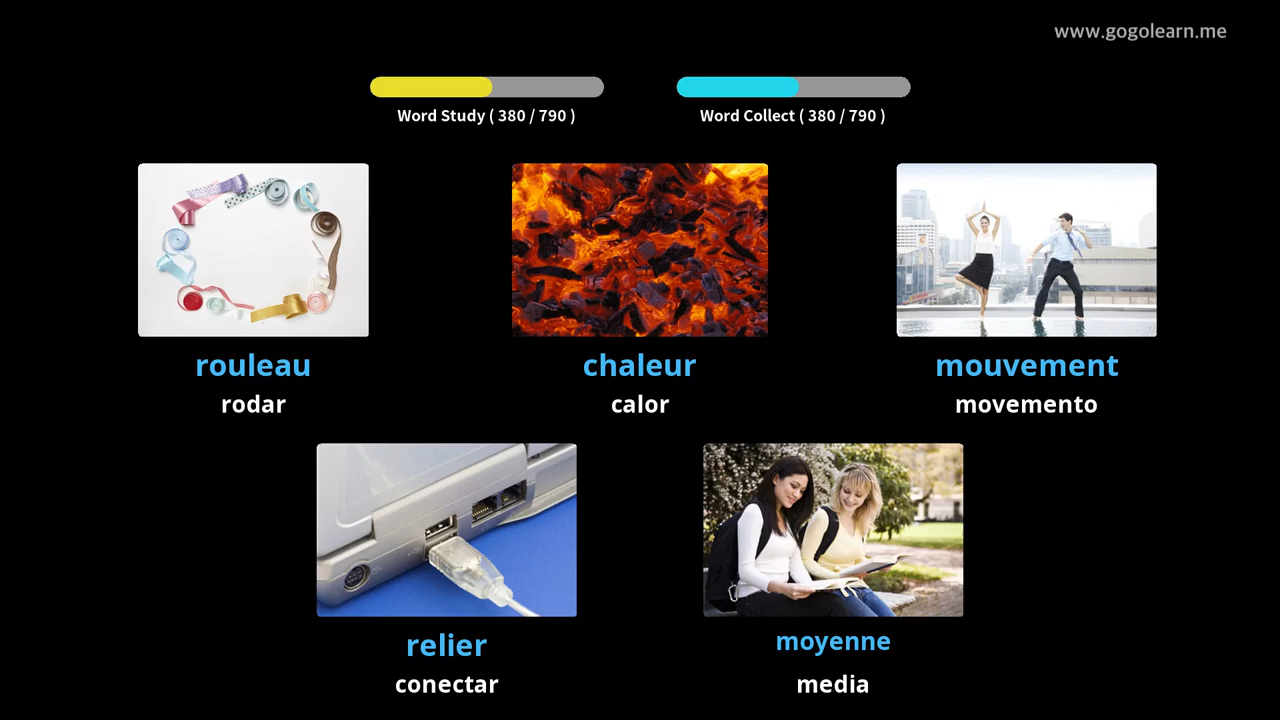 www.gogolearn.me
Word Study ( 380 / 790 )
Word Collect ( 380 / 790 )
rouleau
rodar
chaleur
calor
mouvement
movemento
relier
conectar
moyenne
media